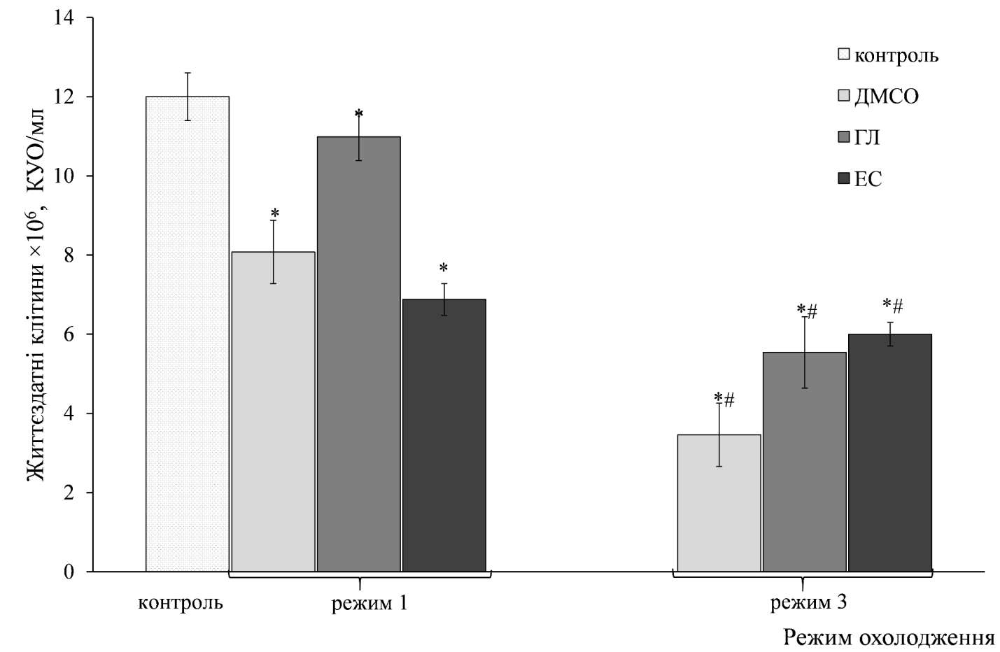 Життєздатні клітини ×10⁶, КУО/мл
14
12
10
8
6
4
2
0
*
*
*
*#
*#
*#
контроль
ДМСО
ГЛ
ЕС
контроль
режим 1
режим 3
Режим охолодження